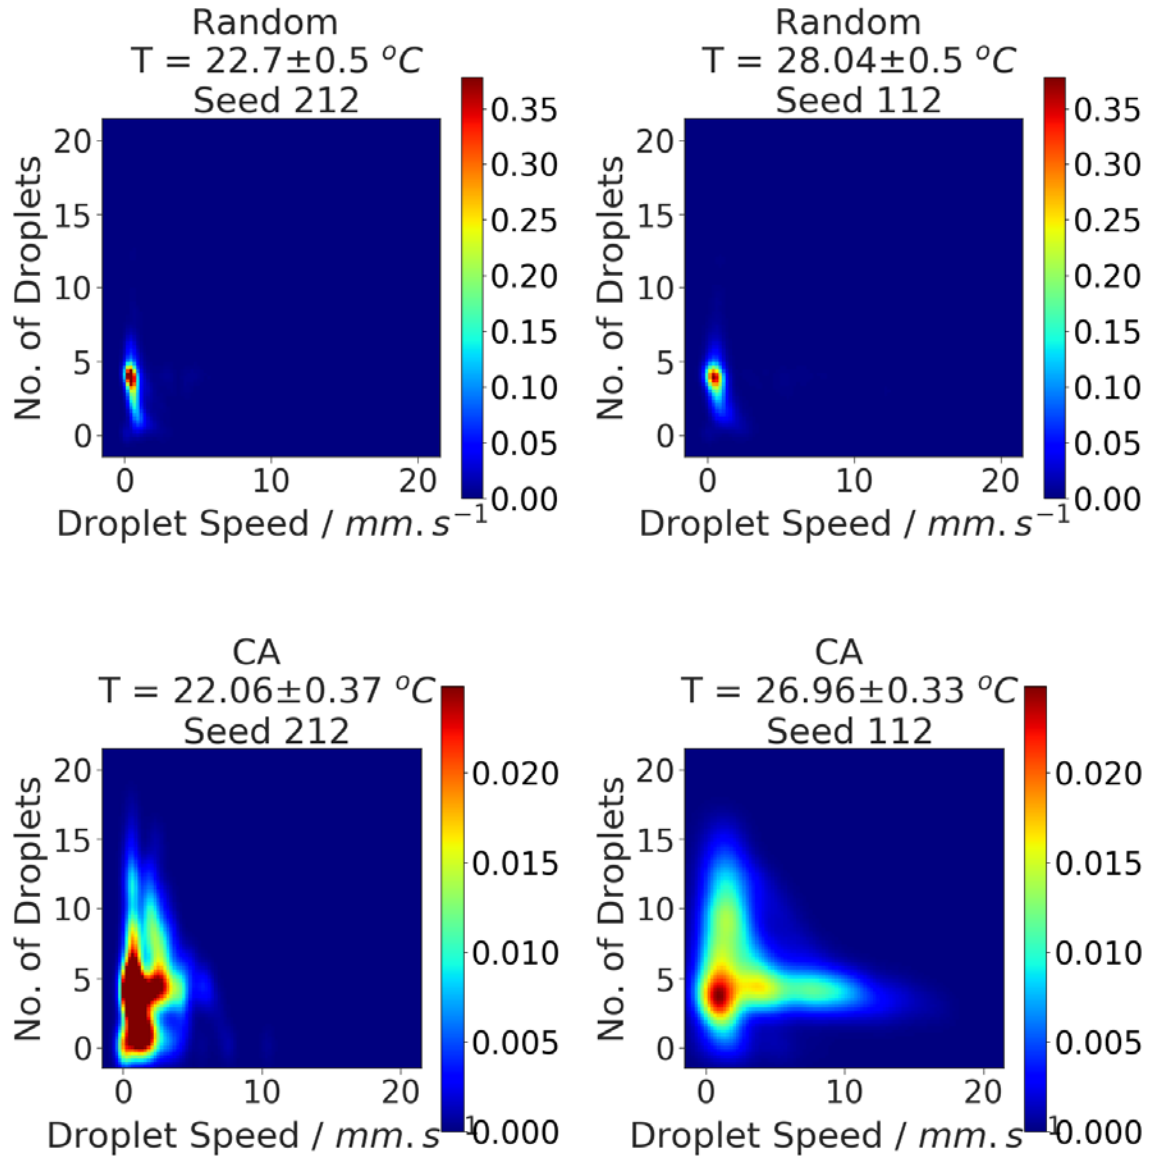 Random
T = 22.7±0.5 °C
Seed 212
No. of Droplets
20
15
10
5
0
0 10 20
Droplet Speed / mm.s⁻¹
0.35
0.30
0.25
0.20
0.15
0.10
0.05
0.00
Random
T = 28.04±0.5 °C
Seed 112
No. of Droplets
20
15
10
5
0
0 10 20
Droplet Speed / mm.s⁻¹
0.35
0.30
0.25
0.20
0.15
0.10
0.05
0.00
CA
T = 22.06±0.37 °C
Seed 212
No. of Droplets
20
15
10
5
0
0 10 20
Droplet Speed / mm.s 1
0.020
0.015
0.010
0.005
0.000
CA
T = 26.96±0.33 °C
Seed 112
No. of Droplets
20
15
10
5
0
0 10 20
Droplet Speed / mm.s 1
0.020
0.015
0.010
0.005
0.000